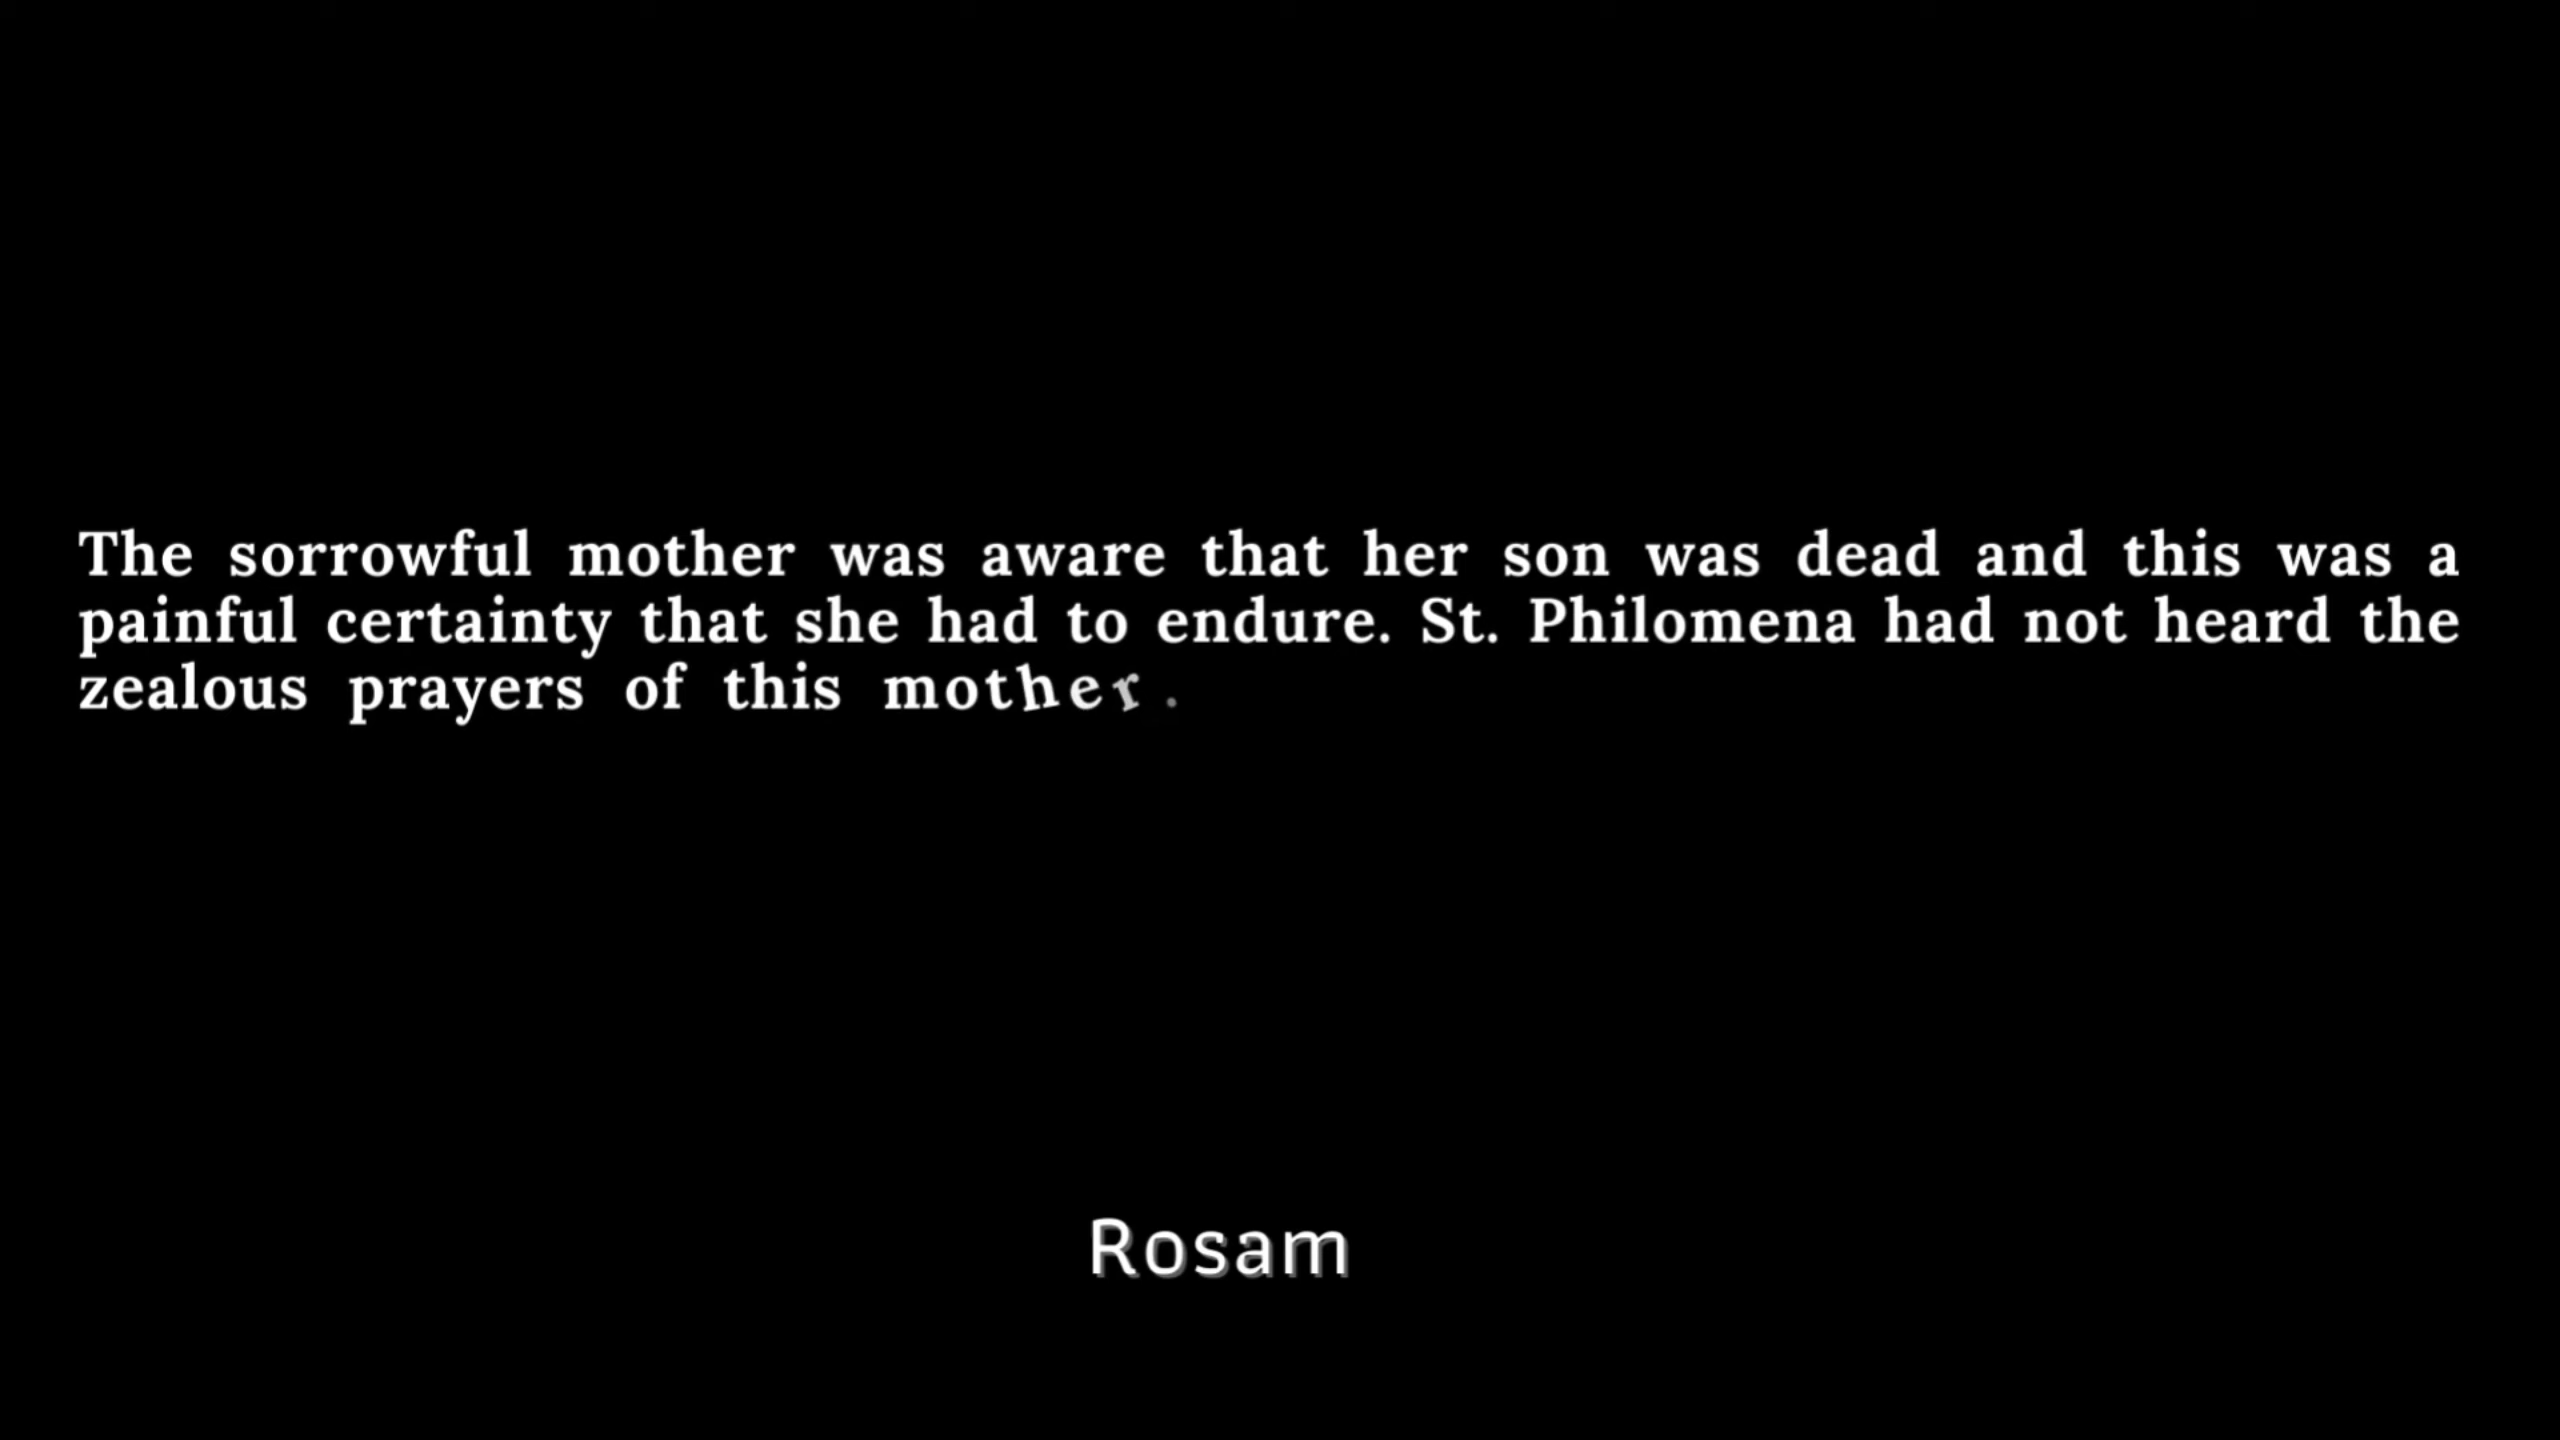 The sorrowful mother was aware that her son was dead and this was a
painful certainty that she had to endure. St. Philomena had not heard the
zealous prayers of this mother.
Rosam